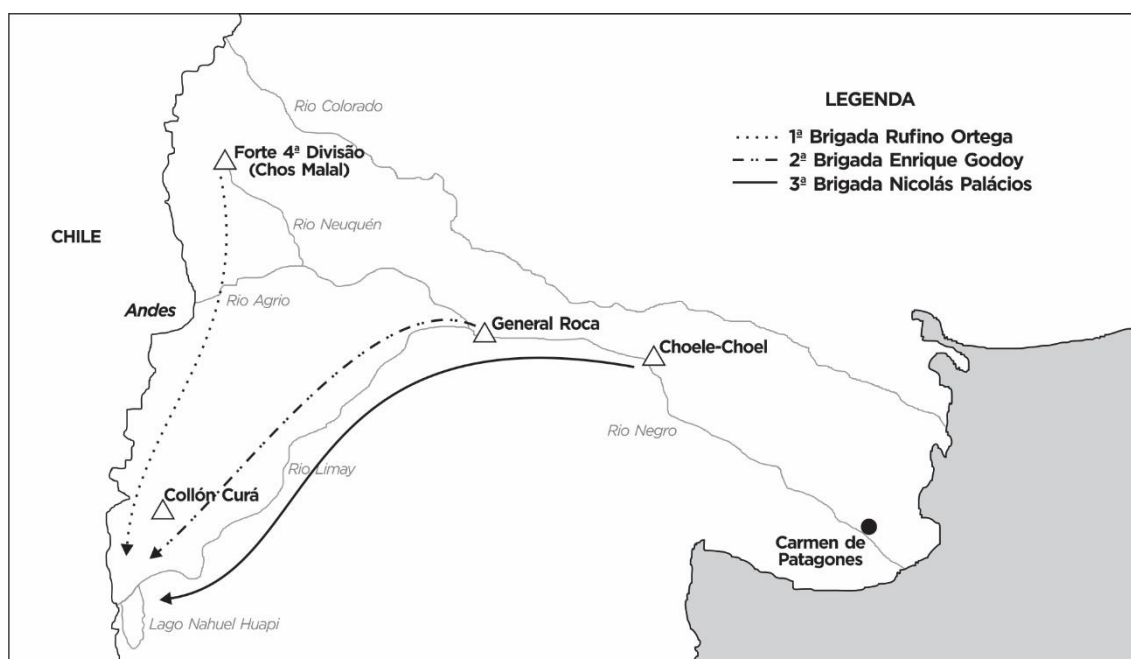 Rio Colorado
LEGENDA
1ª Brigada Rufino Ortega
2ª Brigada Enrique Godoy
3ª Brigada Nicolás Palácios
Forte 4ª Divisão
(Chos Malal)
Rio Neuquén
CHILE
Andes
Rio Agrio
General Roca
Choele-Choel
Rio Negro
Rio Limay
Collón Curá
Carmen de
Patagones
Lago Nahuel Huapi